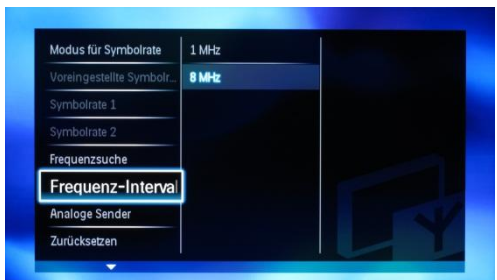 Modus für Symbolrate
Voreingestellte Symbolr...
Symbolrate 1
Symbolrate 2
Frequenzsuche
Frequenz-Interval
Analoge Sender
Zurücksetzen
1 MHz
8 MHz